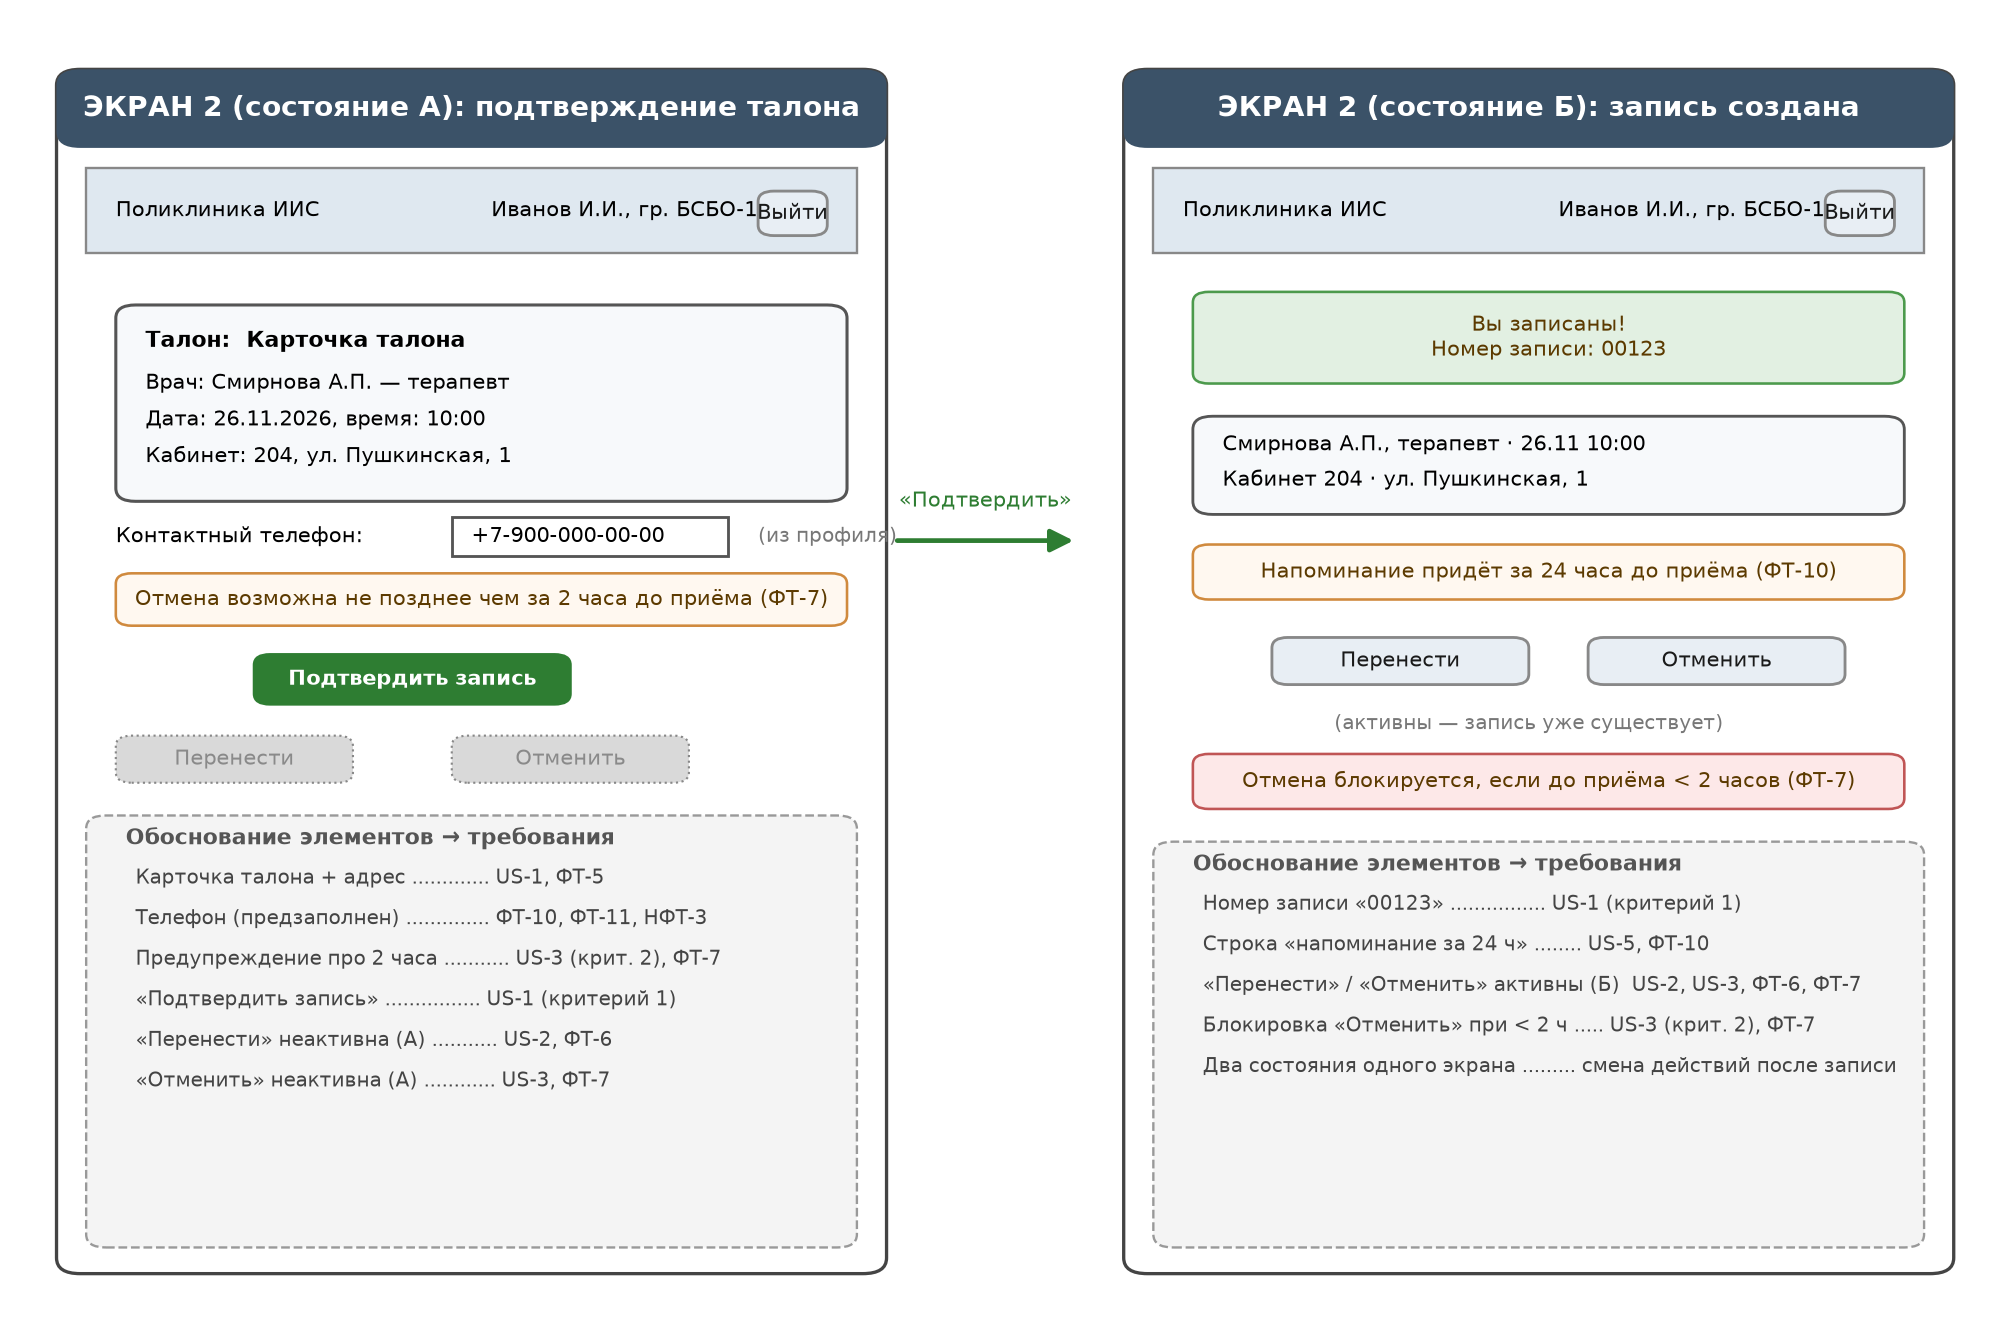 ЭКРАН 2 (состояние А): подтверждение талона
Поликлиника ИИС
Иванов И.И., гр. БСБО-1
Выйти
Талон:  Карточка талона
Врач: Смирнова А.П. — терапевт
Дата: 26.11.2026, время: 10:00
Кабинет: 204, ул. Пушкинская, 1
Контактный телефон:
+7-900-000-00-00
(из профиля)
Отмена возможна не позднее чем за 2 часа до приёма (ФТ-7)
Подтвердить запись
Перенести
Отменить
Обоснование элементов → требования
Карточка талона + адрес ............ US-1, ФТ-5
Телефон (предзаполнен) ............. ФТ-10, ФТ-11, НФТ-3
Предупреждение про 2 часа ........... US-3 (крит. 2), ФТ-7
«Подтвердить запись» ................ US-1 (критерий 1)
«Перенести» неактивна (А) ........... US-2, ФТ-6
«Отменить» неактивна (А) ............ US-3, ФТ-7
«Подтвердить»
ЭКРАН 2 (состояние Б): запись создана
Поликлиника ИИС
Иванов И.И., гр. БСБО-1
Выйти
Вы записаны!
Номер записи: 00123
Смирнова А.П., терапевт · 26.11 10:00
Кабинет 204 · ул. Пушкинская, 1
Напоминание придёт за 24 часа до приёма (ФТ-10)
Перенести
Отменить
(активны — запись уже существует)
Отмена блокируется, если до приёма < 2 часов (ФТ-7)
Обоснование элементов → требования
Номер записи «00123» ................ US-1 (критерий 1)
Строка «напоминание за 24 ч» ........ US-5, ФТ-10
«Перенести» / «Отменить» активны (Б)  US-2, US-3, ФТ-6, ФТ-7
Блокировка «Отменить» при < 2 ч ..... US-3 (крит. 2), ФТ-7
Два состояния одного экрана ......... смена действий после записи